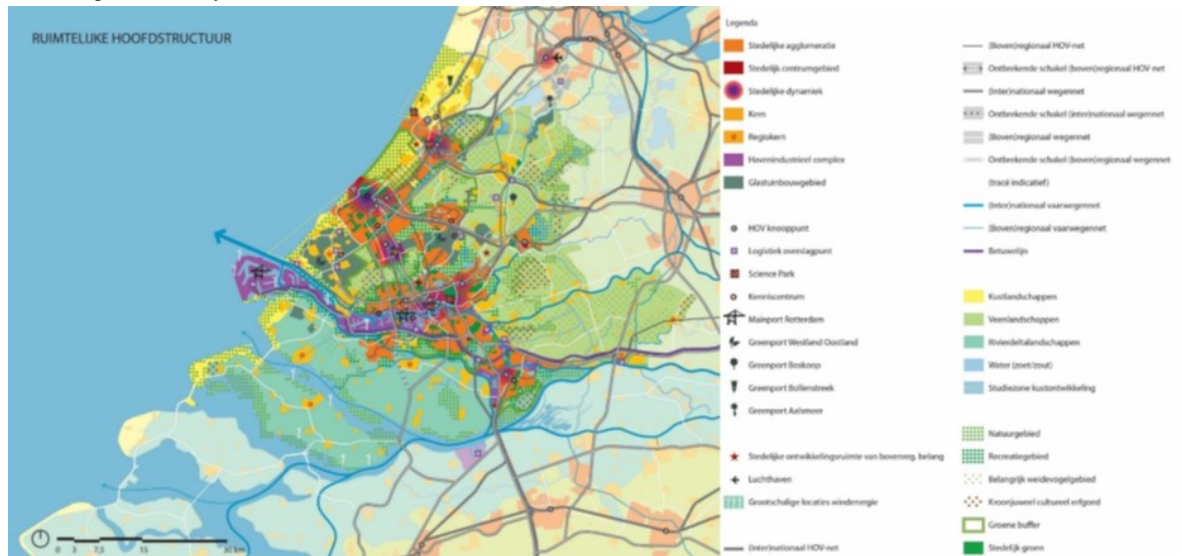 RUIMTELIJKE HOOFDSTRUCTUUR
0 3 7,5 15 30 km
Legenda
Stedelijke agglomeratie
Stedelijk centrumgebied
Stedelijke dynamiek
Kern
Regiokern
Havenindustrieel complex
Glastuinbouwgebied
HOV knooppunt
Logistiek overslagpunt
Science Park
Kenniscentrum
Mainport Rotterdam
Greenport Westland Oostland
Greenport Boskoop
Greenport Bollenstreek
Greenport Aalsmeer
Stedelijke ontwikkelingsruimte van bovenreg. belang
Luchthaven
Grootschalige locaties windenergie
(Inter)nationaal HOV-net
(Boven)regionaal HOV-net
Ontbrekende schakel (boven)regionaal HOV-net
(Inter)nationaal wegennet
Ontbrekende schakel (inter)nationaal wegennet
(Boven)regionaal wegennet
Ontbrekende schakel (boven)regionaal wegennet
(tracé indicatief)
(Inter)nationaal vaarwegennet
(Boven)regionaal vaarwegennet
Betuwelijn
Kustlandschappen
Veenlandschappen
Rivierdeltalandschappen
Water (zoet/zout)
Studiezone kustontwikkeling
Natuurgebied
Recreatiegebied
Belangrijk weidevogelgebied
Kroonjuweel cultureel erfgoed
Groene buffer
Stedelijk groen